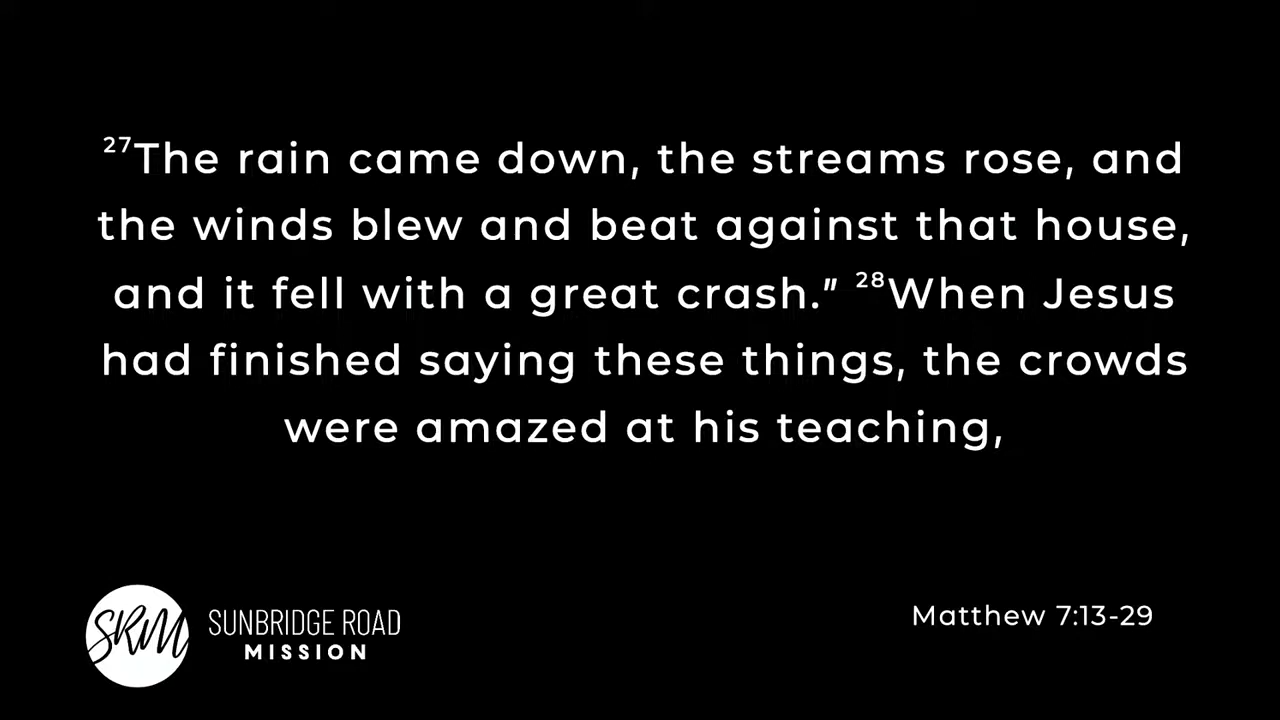 ²⁷The rain came down, the streams rose, and
the winds blew and beat against that house,
and it fell with a great crash.” ²⁸When Jesus
had finished saying these things, the crowds
were amazed at his teaching,
SRM
SUNBRIDGE ROAD
MISSION
Matthew 7:13-29